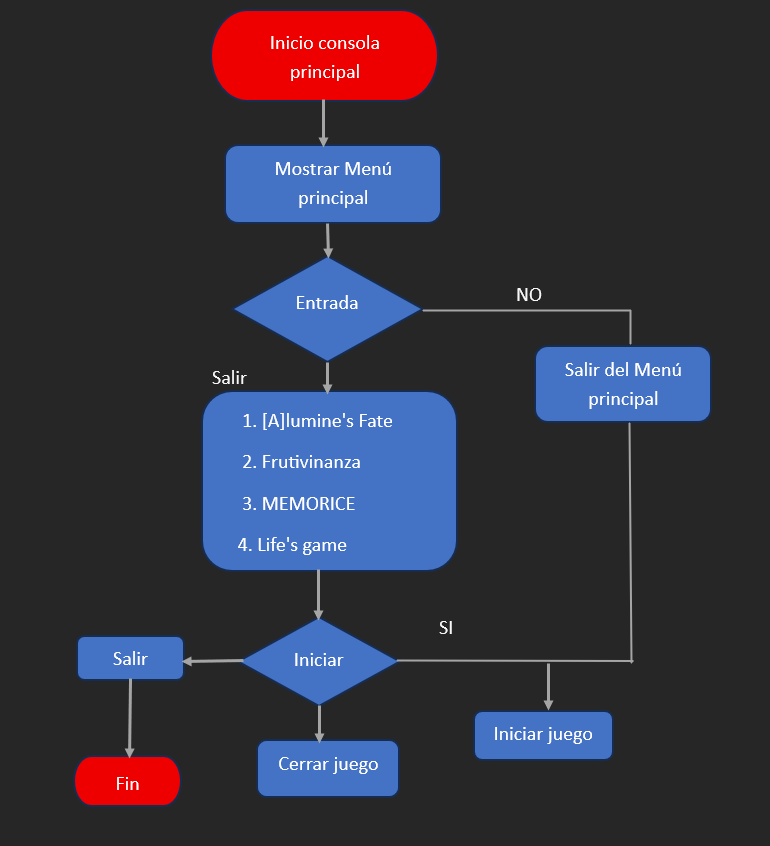 Inicio consola
principal
Mostrar Menú
principal
Entrada
NO
Salir del Menú
principal
Salir
1. [A]lumine's Fate
2. Frutivinanza
3. MEMORICE
4. Life's game
SI
Salir
Iniciar
Iniciar juego
Cerrar juego
Fin